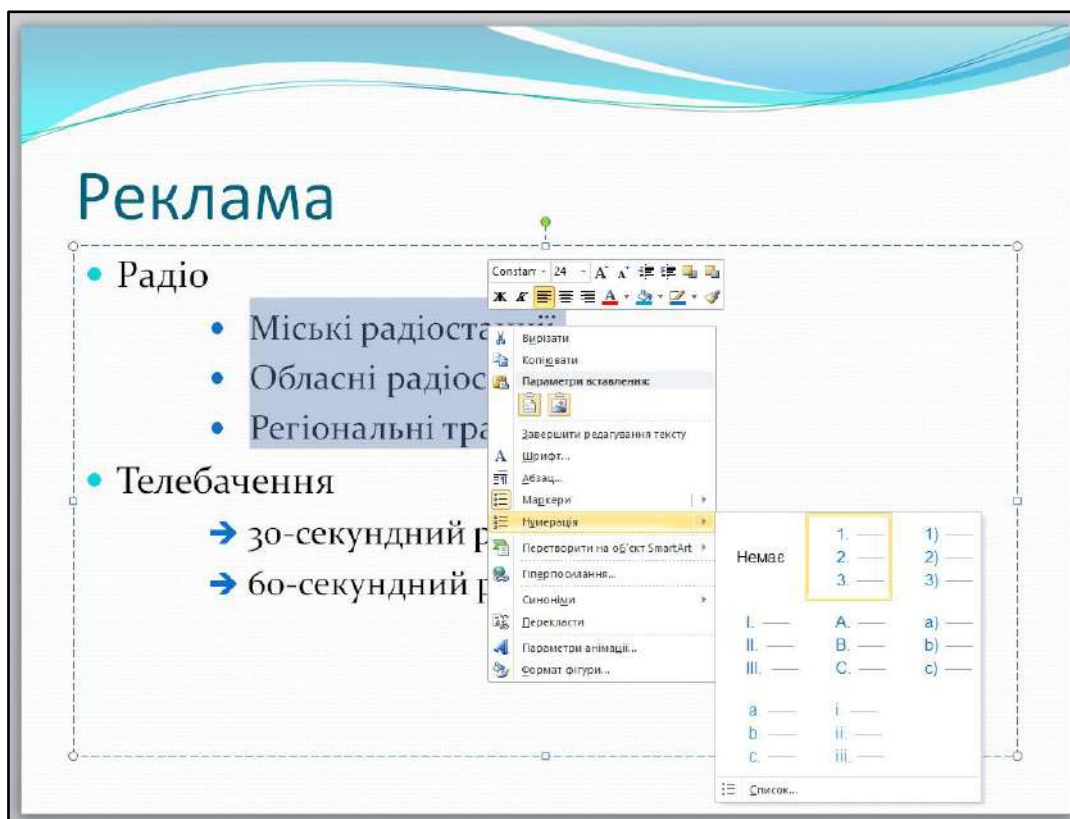 Реклама
• Радіо
• Міські радіостанції
• Обласні радіос
• Регіональні тра
• Телебачення
➔ 30-секундний р
➔ 60-секундний р
Constan 24
Ж К А
Вирізати
Копіювати
Параметри вставлення:
Завершити редагування тексту
Шрифт...
Абзац...
Маркери
Нумерація
Перетворити на об'єкт SmartArt
Гіперпосилання...
Синоніми
Перекласти
Параметри анімації...
Формат фігури...
Немає
1.
2.
3.
1)
2)
3)
I.
II.
III.
A.
B.
C.
a)
b)
c)
a.
b.
c.
i.
ii.
iii.
Список...